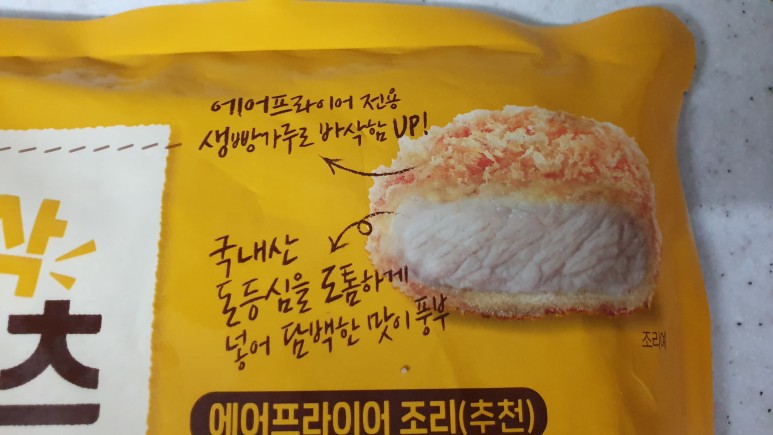 에어프라이어 전용
생빵가루로 바삭함 UP!
삭
츠
국내산
돈등심을 도톰하게
넣어 담백한 맛이 풍부
조리예
에어프라이어 조리(추천)